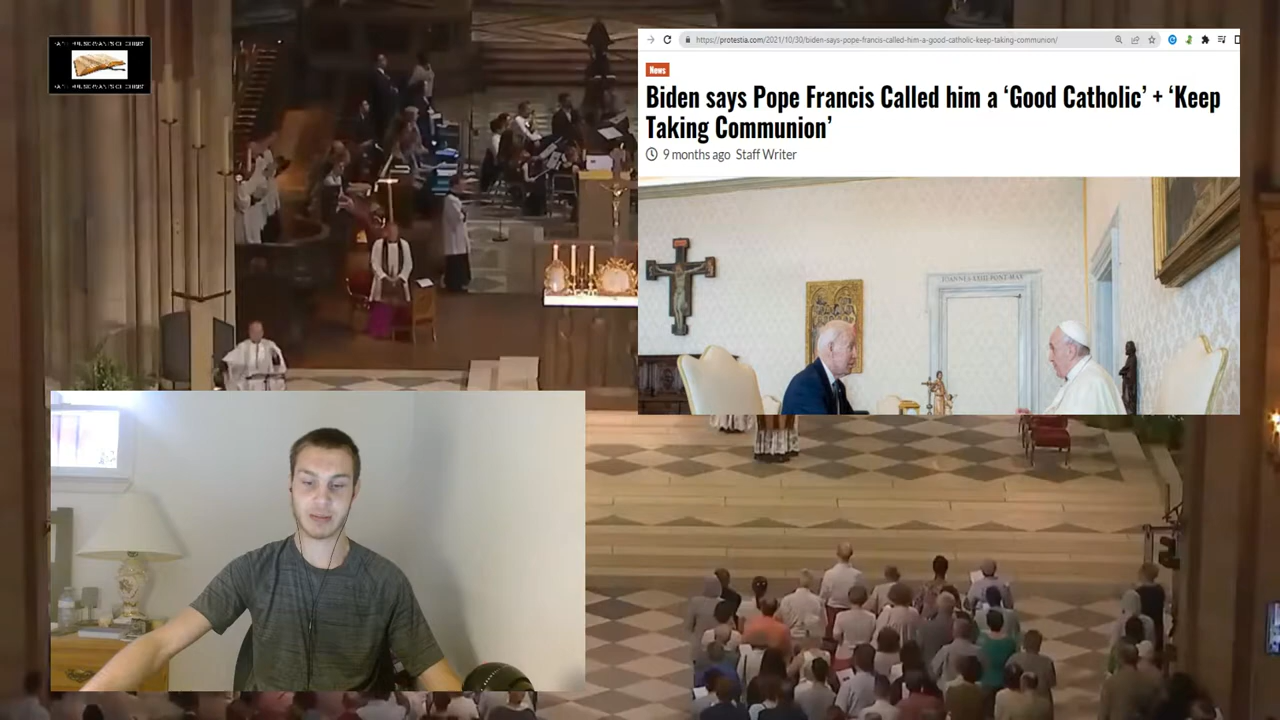 https://protestia.com/2021/10/30/biden-says-pope-francis-called-him-a-good-catholic-keep-taking-communion/
News
Biden says Pope Francis Called him a ‘Good Catholic’ + ‘Keep
Taking Communion’
9 months ago Staff Writer